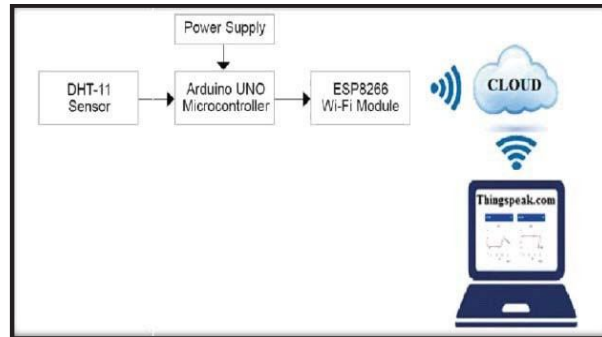 Power Supply
DHT-11
Sensor
Arduino UNO
Microcontroller
ESP8266
Wi-Fi Module
CLOUD
Thingspeak.com